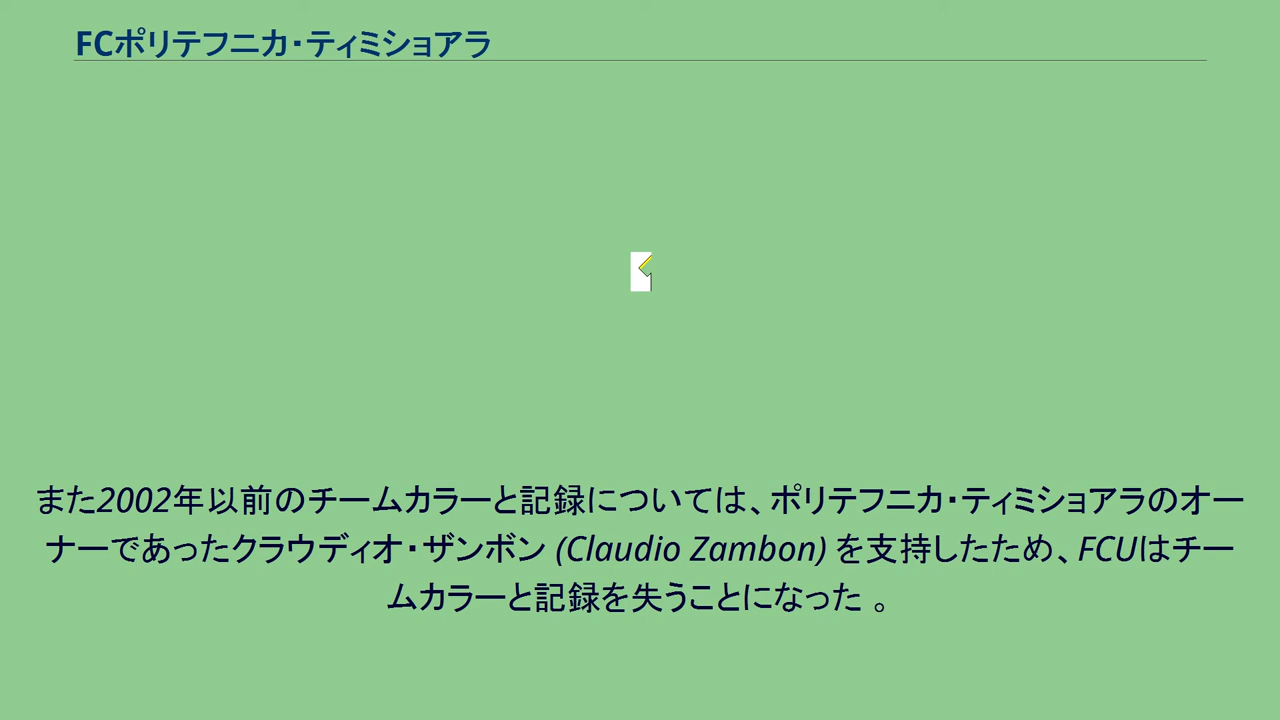 FCポリテフニカ・ティミショアラ
また2002年以前のチームカラーと記録については、ポリテフニカ・ティミショアラのオー
ナーであったクラウディオ・ザンボン (Claudio Zambon) を支持したため、FCUはチー
ムカラーと記録を失うことになった 。